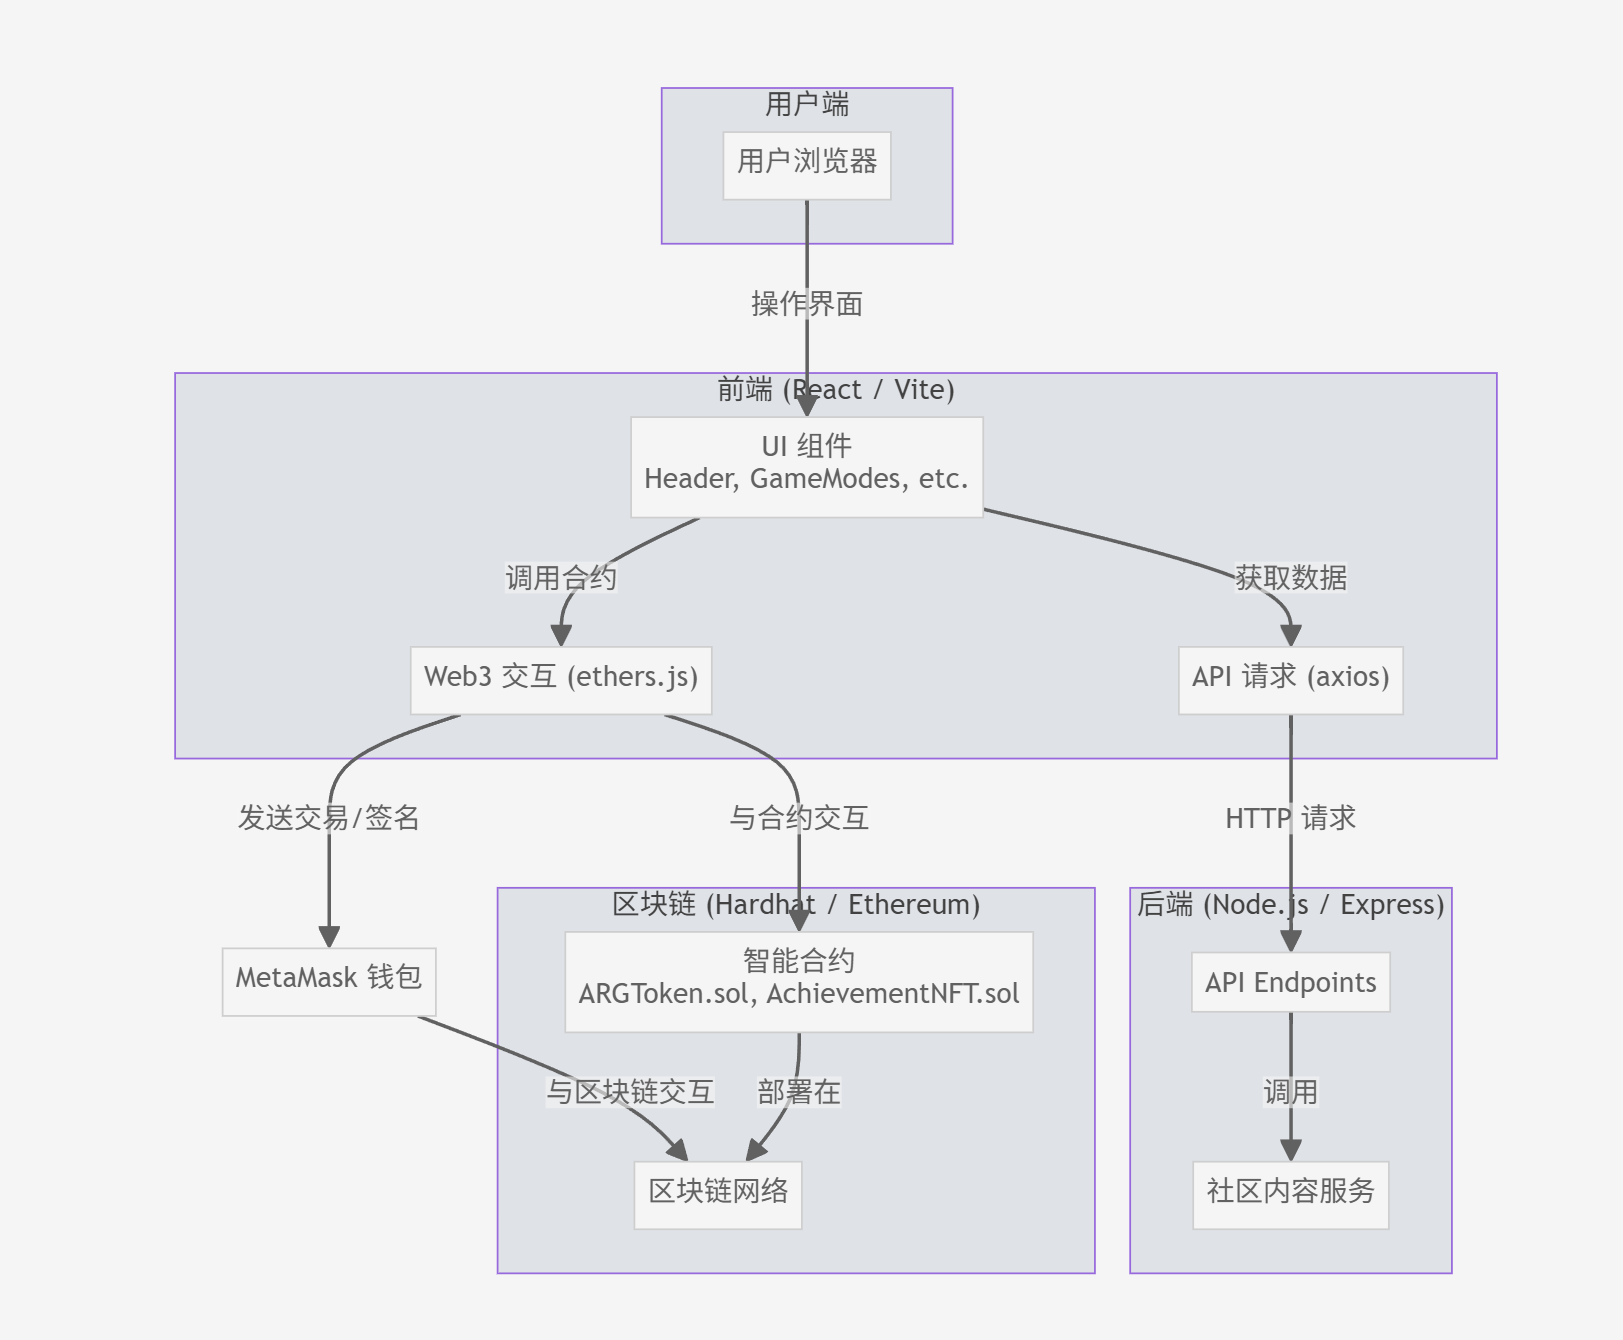 用户端
用户浏览器
操作界面
前端 (React / Vite)
UI 组件
Header, GameModes, etc.
调用合约
获取数据
Web3 交互 (ethers.js)
API 请求 (axios)
发送交易/签名
与合约交互
HTTP 请求
区块链 (Hardhat / Ethereum)
后端 (Node.js / Express)
智能合约
ARGToken.sol, AchievementNFT.sol
MetaMask 钱包
API Endpoints
与区块链交互
部署在
调用
区块链网络
社区内容服务